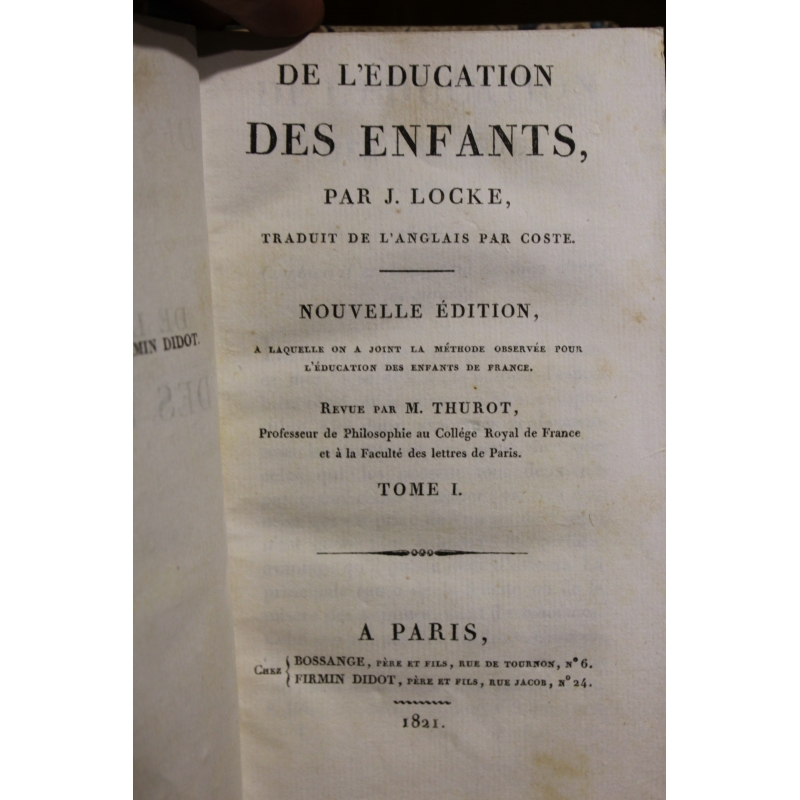 DE L'ÉDUCATION
DES ENFANTS,
PAR J. LOCKE,
TRADUIT DE L'ANGLAIS PAR COSTE.
NOUVELLE ÉDITION,
A LAQUELLE ON A JOINT LA MÉTHODE OBSERVÉE POUR
L'ÉDUCATION DES ENFANTS DE FRANCE.
REVUE PAR M. THUROT,
Professeur de Philosophie au Collége Royal de France
et à la Faculté des lettres de Paris.
TOME I.
A PARIS,
CHEZ
BOSSANGE, PÈRE ET FILS, RUE DE TOURNON, N° 6.
FIRMIN DIDOT, PÈRE ET FILS, RUE JACOB, N° 24.
1821.
MIN DIDOT.